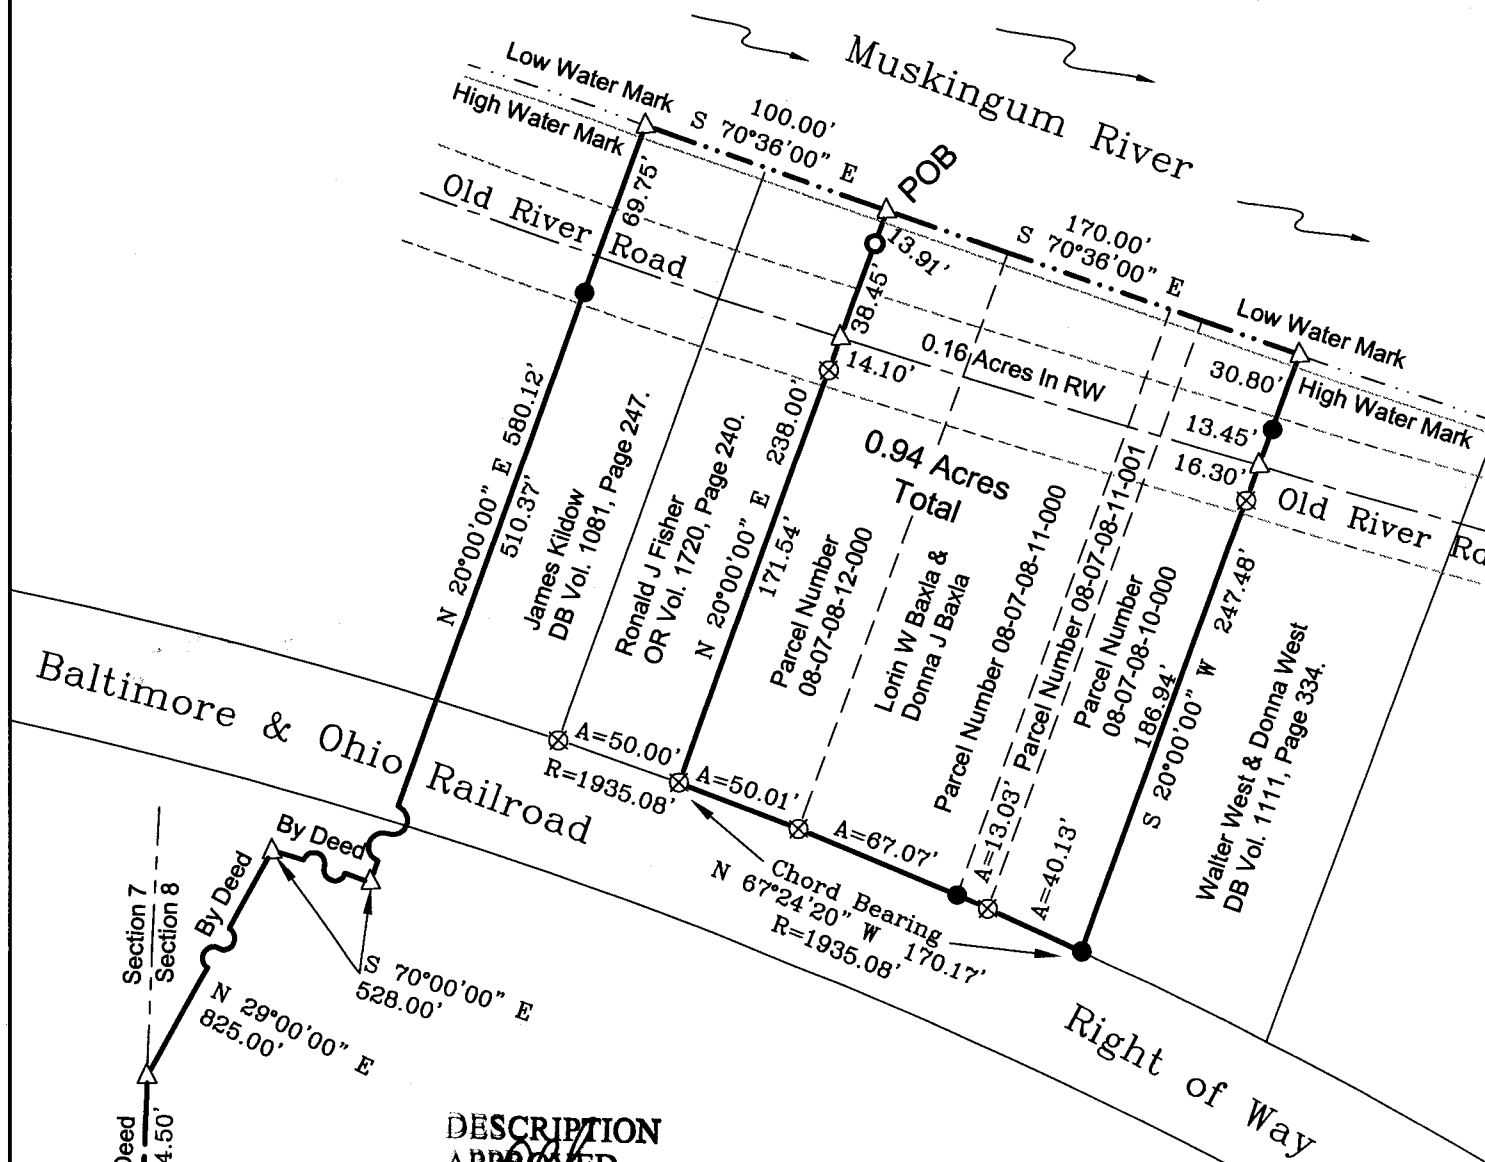 Muskingum River
Low Water Mark
High Water Mark
100.00'
S 70°36'00" E
POB
170.00'
S 70°36'00" E
Low Water Mark
High Water Mark
Old River Road
69.75'
13.91'
38.45'
14.10'
0.16 Acres In RW
30.80'
13.45'
16.30'
Old River Rd
N 20°00'00" E 580.12'
510.37'
James Kildow
DB Vol. 1081, Page 247.
Ronald J Fisher
OR Vol. 1720, Page 240.
N 20°00'00" E 238.00'
171.54'
0.94 Acres
Total
Parcel Number
08-07-08-12-000
Lorin W Baxla &
Donna J Baxla
Parcel Number 08-07-08-11-000
Parcel Number 08-07-08-11-001
Parcel Number
08-07-08-10-000
186.94'
S 20°00'00" W 247.48'
Walter West & Donna West
DB Vol. 1111, Page 334.
Baltimore & Ohio Railroad
A=50.00'
R=1935.08'
A=50.01'
A=67.07'
A=13.03'
A=40.13'
Chord Bearing
N 67°24'20" W 170.17'
R=1935.08'
Right of Way
By Deed
By Deed
Section 7
Section 8
S 70°00'00" E
528.00'
N 29°00'00" E
825.00'
Deed
4.50'
DESCRIPTION
APPROVED